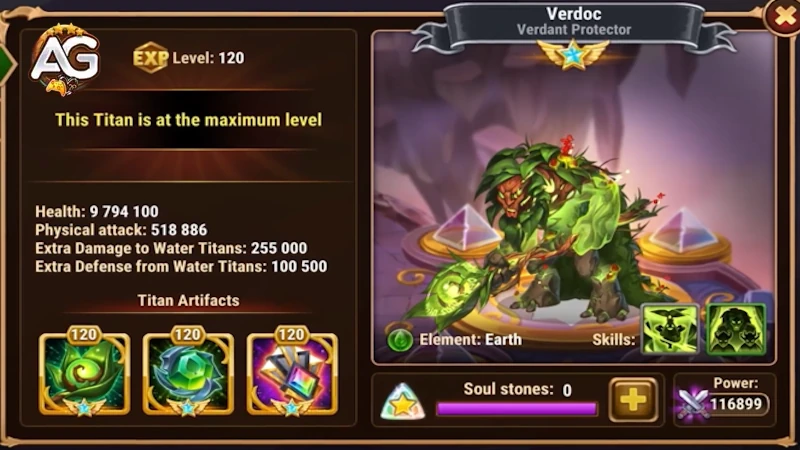 Verdoc
Verdant Protector
AG
EXP Level: 120
This Titan is at the maximum level
Health: 9 794 100
Physical attack: 518 886
Extra Damage to Water Titans: 255 000
Extra Defense from Water Titans: 100 500
Titan Artifacts
120 120 120
Element: Earth
Skills:
Soul stones: 0
Power:
116899